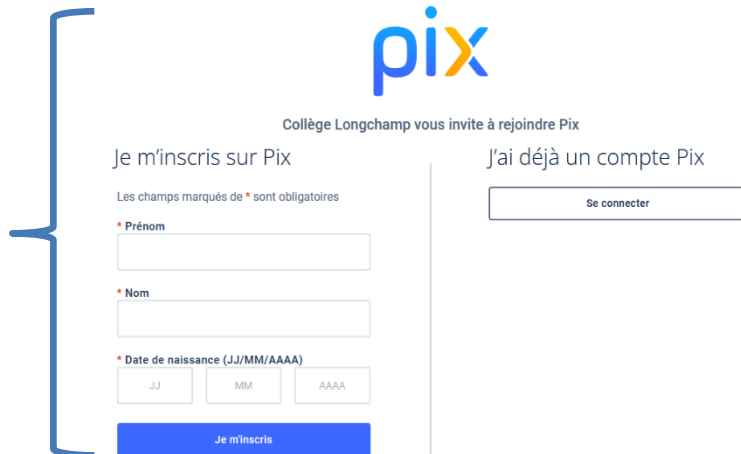 pix
Collège Longchamp vous invite à rejoindre Pix
Je m'inscris sur Pix
Les champs marqués de * sont obligatoires
* Prénom
* Nom
* Date de naissance (JJ/MM/AAAA)
JJ MM AAAA
Je m'inscris
J'ai déjà un compte Pix
Se connecter